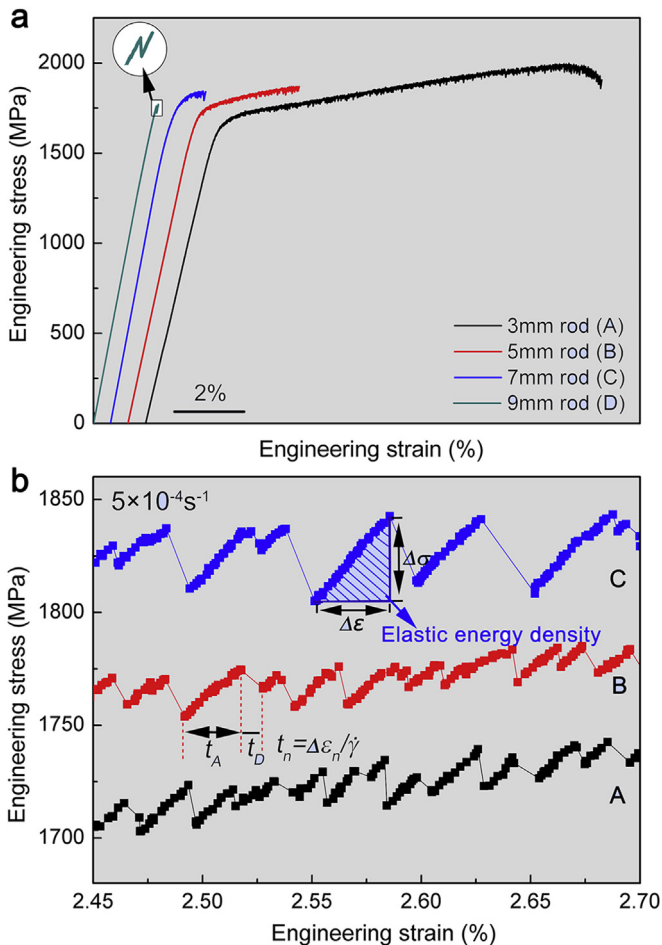 a
2000
1500
1000
500
0
Engineering stress (MPa)
3mm rod (A)
5mm rod (B)
7mm rod (C)
9mm rod (D)
2%
Engineering strain (%)
b
5×10⁻⁴s⁻¹
1850
1800
1750
1700
Engineering stress (MPa)
Δσ
Δε
C
Elastic energy density
B
t_A t_D t_n=Δε_n/γ̇
A
2.45 2.50 2.55 2.60 2.65 2.70
Engineering strain (%)